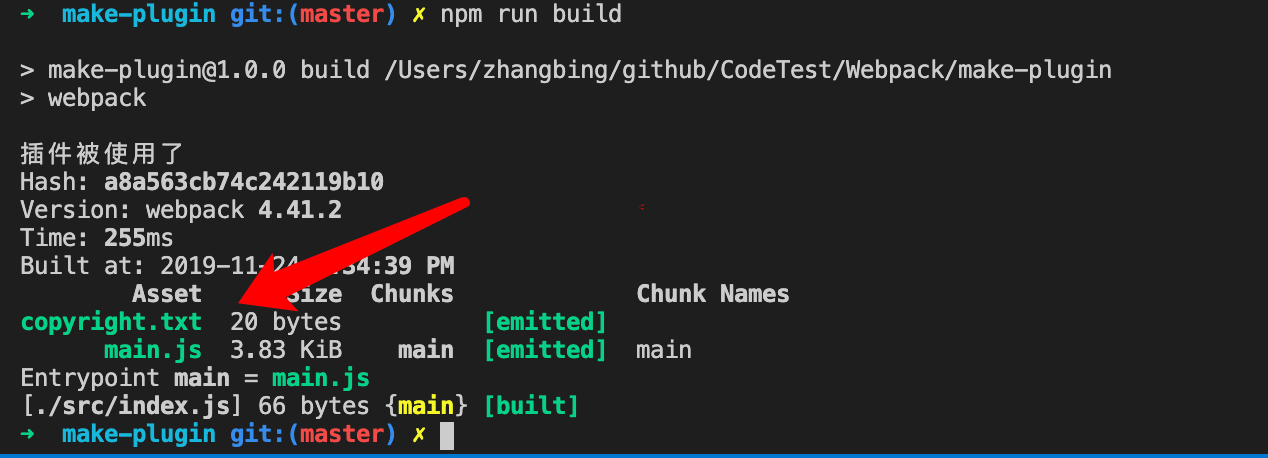 ➜ make-plugin git:(master) ✗ npm run build
> make-plugin@1.0.0 build /Users/zhangbing/github/CodeTest/Webpack/make-plugin
> webpack
插件被使用了
Hash: a8a563cb74c242119b10
Version: webpack 4.41.2
Time: 255ms
Built at: 2019-11-24 :34:39 PM
Asset Size Chunks Chunk Names
copyright.txt 20 bytes [emitted]
main.js 3.83 KiB main [emitted] main
Entrypoint main = main.js
[./src/index.js] 66 bytes {main} [built]
➜ make-plugin git:(master) ✗